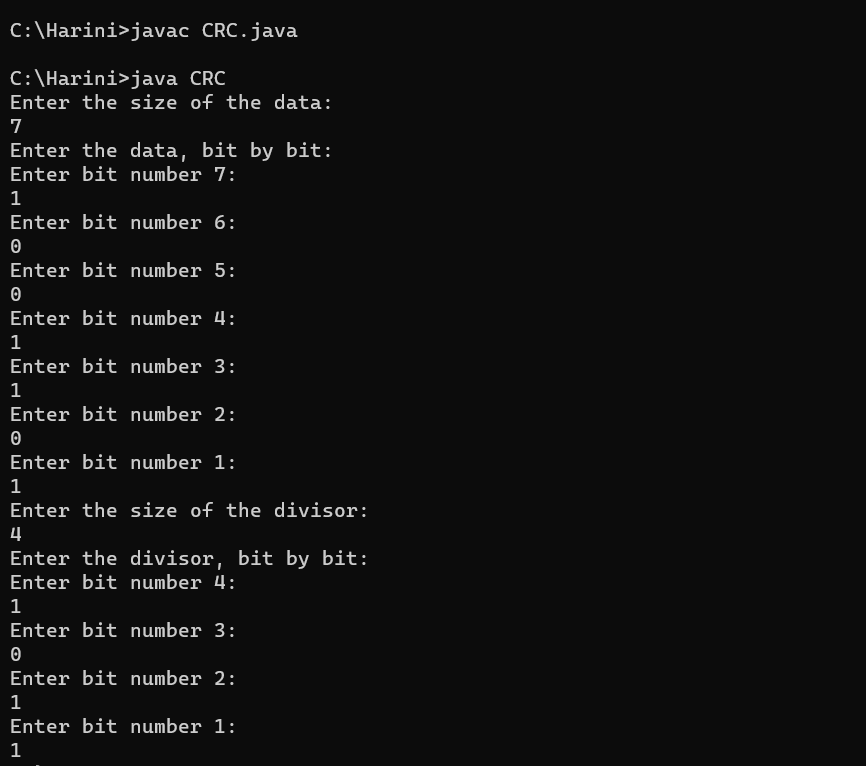 C:\Harini>javac CRC.java
C:\Harini>java CRC
Enter the size of the data:
7
Enter the data, bit by bit:
Enter bit number 7:
1
Enter bit number 6:
0
Enter bit number 5:
0
Enter bit number 4:
1
Enter bit number 3:
1
Enter bit number 2:
0
Enter bit number 1:
1
Enter the size of the divisor:
4
Enter the divisor, bit by bit:
Enter bit number 4:
1
Enter bit number 3:
0
Enter bit number 2:
1
Enter bit number 1:
1